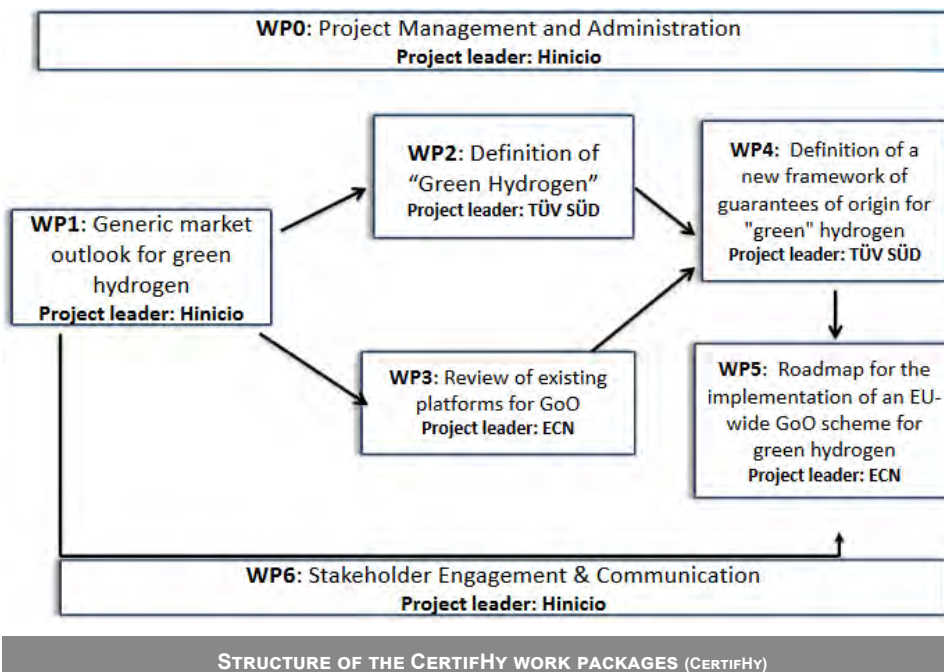 WP0: Project Management and Administration
Project leader: Hinicio
WP1: Generic market
outlook for green
hydrogen
Project leader: Hinicio
WP2: Definition of
“Green Hydrogen”
Project leader: TÜV SÜD
WP3: Review of existing
platforms for GoO
Project leader: ECN
WP4: Definition of a
new framework of
guarantees of origin for
"green" hydrogen
Project leader: TÜV SÜD
WP5: Roadmap for the
implementation of an EU-
wide GoO scheme for
green hydrogen
Project leader: ECN
WP6: Stakeholder Engagement & Communication
Project leader: Hinicio
STRUCTURE OF THE CERTIFHY WORK PACKAGES (CERTIFHY)